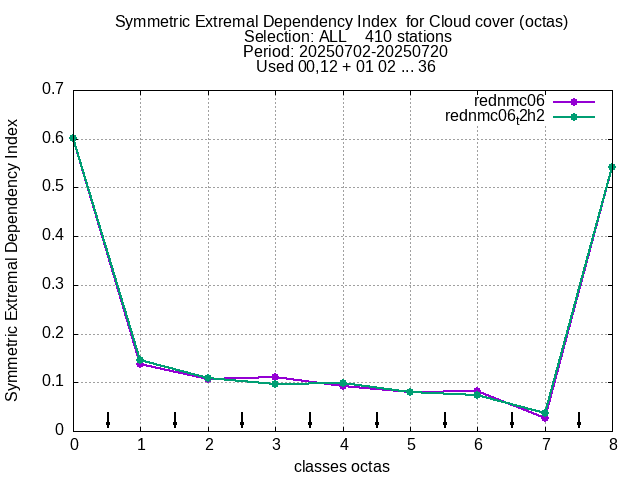 Symmetric Extremal Dependency Index  for Cloud cover (octas)
Selection: ALL    410 stations
Period: 20250702-20250720
Used 00,12 + 01 02 ... 36
rednmc06
rednmc06_t2h2
Symmetric Extremal Dependency Index
0.7
0.6
0.5
0.4
0.3
0.2
0.1
0
0 1 2 3 4 5 6 7 8
classes octas